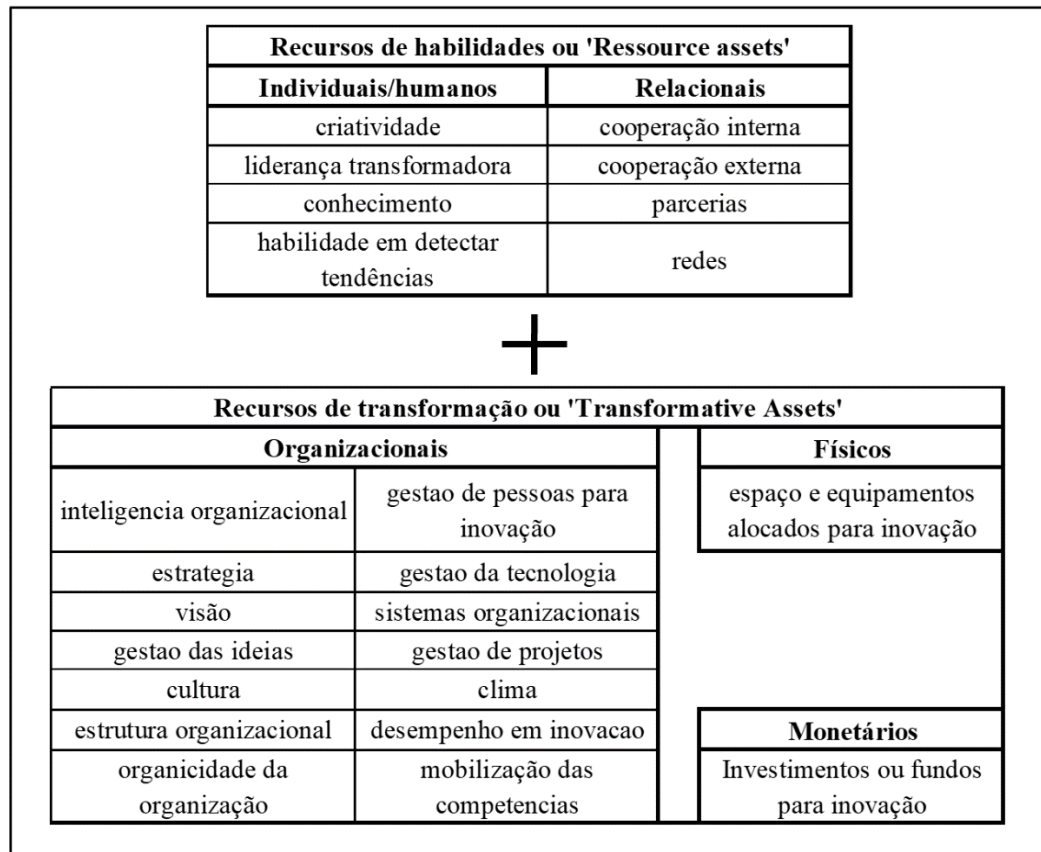 Recursos de habilidades ou 'Ressource assets'
Individuais/humanos
Relacionais
criatividade
cooperação interna
liderança transformadora
cooperação externa
conhecimento
parcerias
habilidade em detectar
tendências
redes
+
Recursos de transformação ou 'Transformative Assets'
Organizacionais
Físicos
inteligencia organizacional
gestao de pessoas para
inovação
espaço e equipamentos
alocados para inovação
estrategia
gestao da tecnologia
visão
sistemas organizacionais
gestao das ideias
gestao de projetos
cultura
clima
estrutura organizacional
desempenho em inovacao
Monetários
organicidade da
organização
mobilização das
competencias
Investimentos ou fundos
para inovação